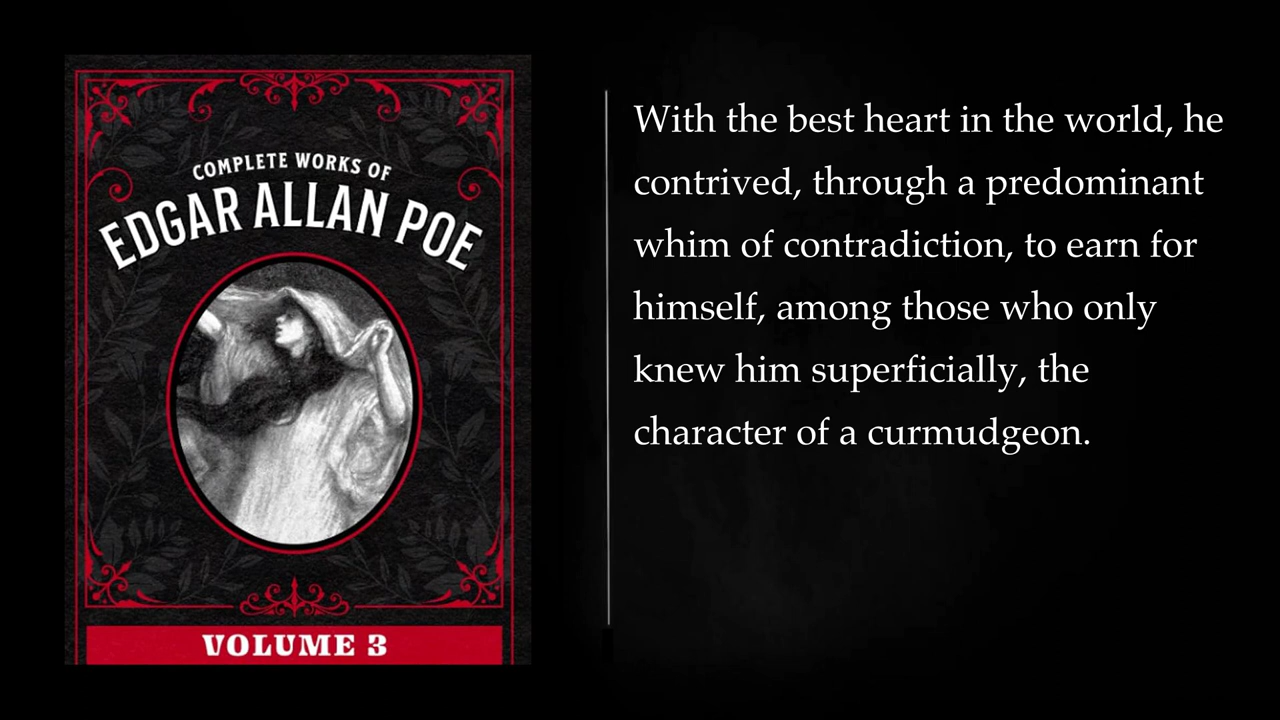 COMPLETE WORKS OF
EDGAR ALLAN POE
VOLUME 3
With the best heart in the world, he
contrived, through a predominant
whim of contradiction, to earn for
himself, among those who only
knew him superficially, the
character of a curmudgeon.